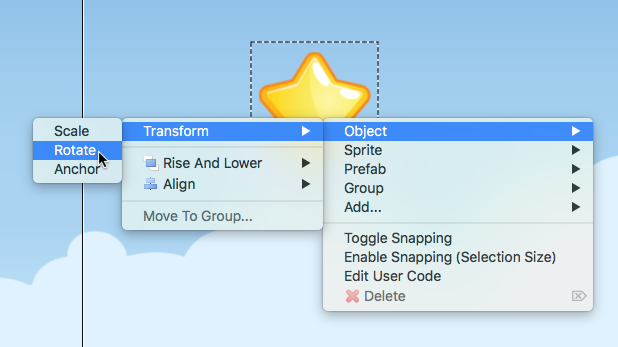 Scale
Rotate
Anchor
Transform
Rise And Lower
Align
Move To Group...
Object
Sprite
Prefab
Group
Add...
Toggle Snapping
Enable Snapping (Selection Size)
Edit User Code
Delete